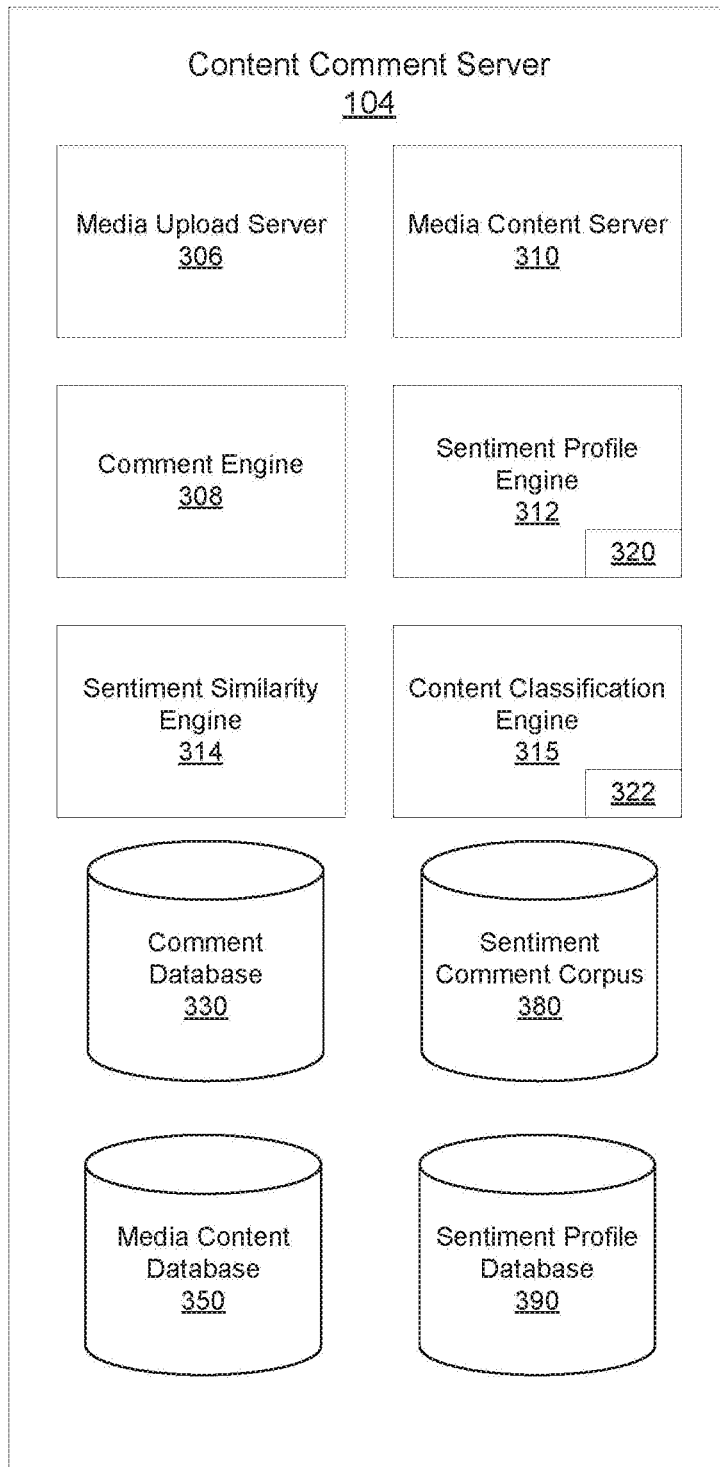 Content Comment Server
104
Media Upload Server
306
Media Content Server
310
Comment Engine
308
Sentiment Profile
Engine
312
320
Sentiment Similarity
Engine
314
Content Classification
Engine
315
322
Comment
Database
330
Sentiment
Comment Corpus
380
Media Content
Database
350
Sentiment Profile
Database
390